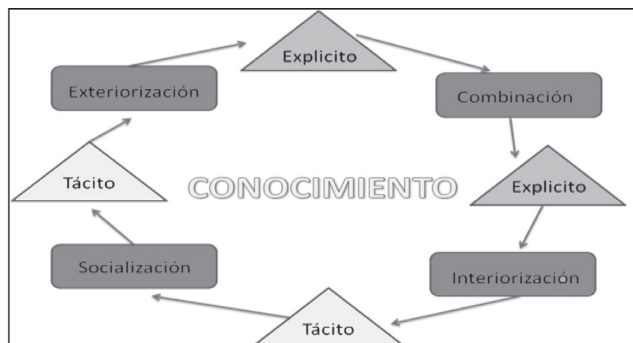 Explicito
Exteriorización
Combinación
Tácito
CONOCIMIENTO
Explicito
Socialización
Interiorización
Tácito